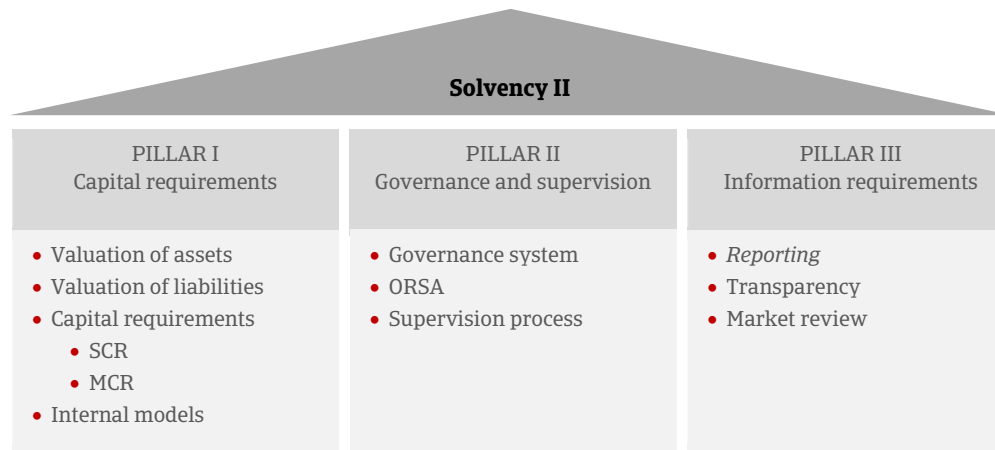 Solvency II
PILLAR I
Capital requirements
Valuation of assets
Valuation of liabilities
Capital requirements
SCR
MCR
Internal models
PILLAR II
Governance and supervision
Governance system
ORSA
Supervision process
PILLAR III
Information requirements
Reporting
Transparency
Market review